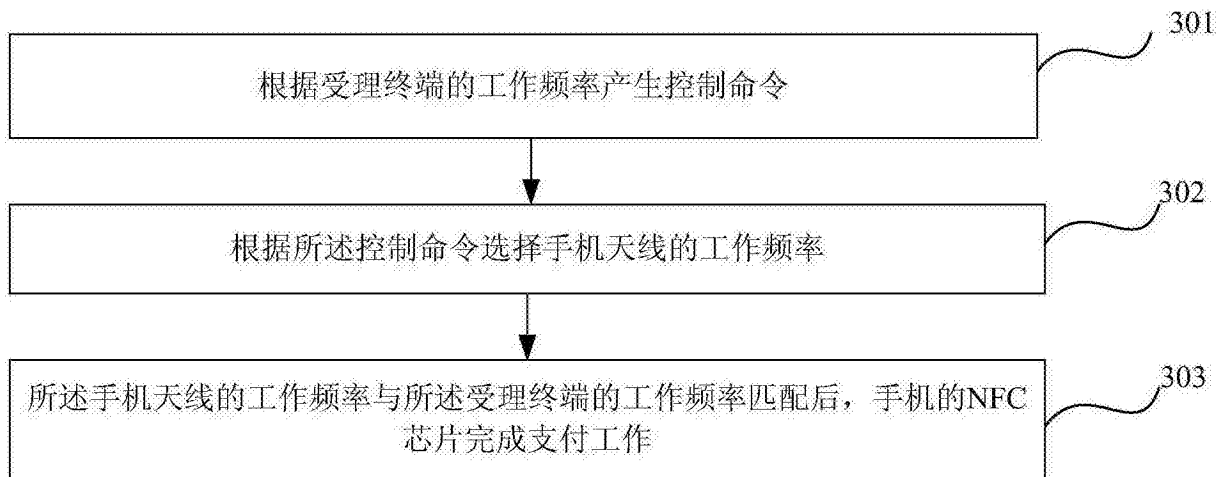 301
根据受理终端的工作频率产生控制命令
302
根据所述控制命令选择手机天线的工作频率
303
所述手机天线的工作频率与所述受理终端的工作频率匹配后，手机的NFC
芯片完成支付工作